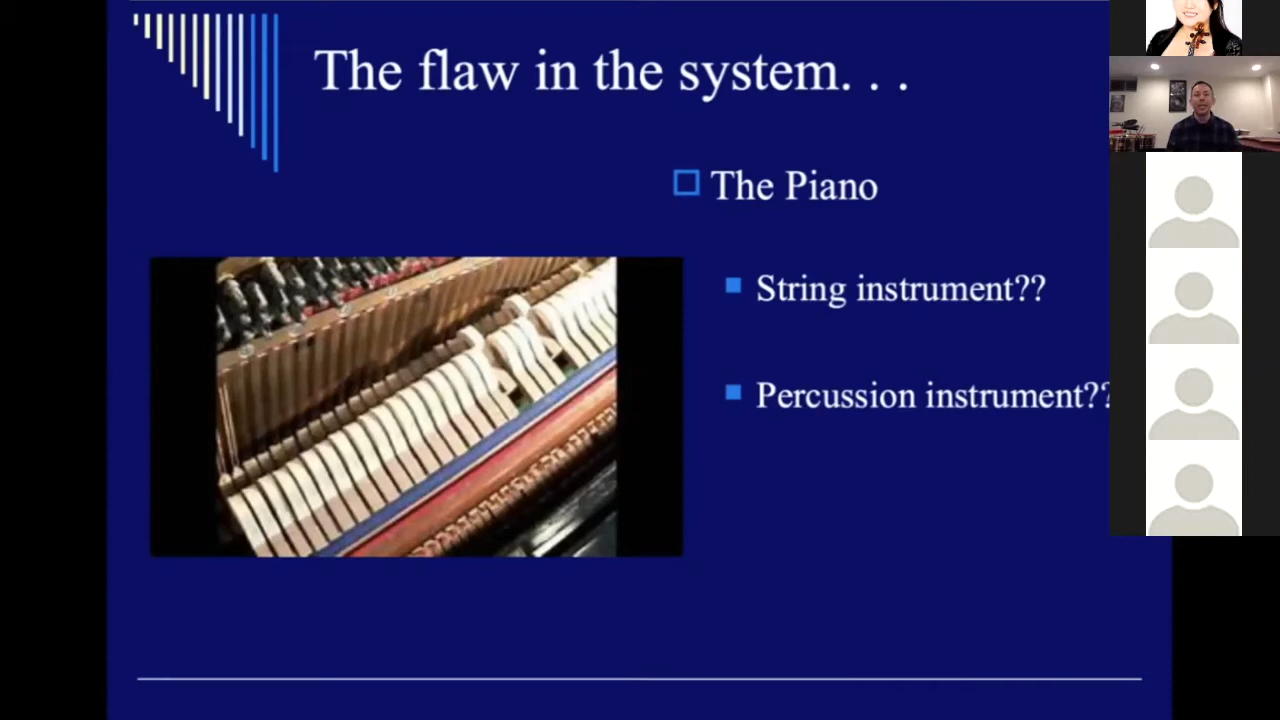 The flaw in the system. . .
The Piano
String instrument??
Percussion instrument??